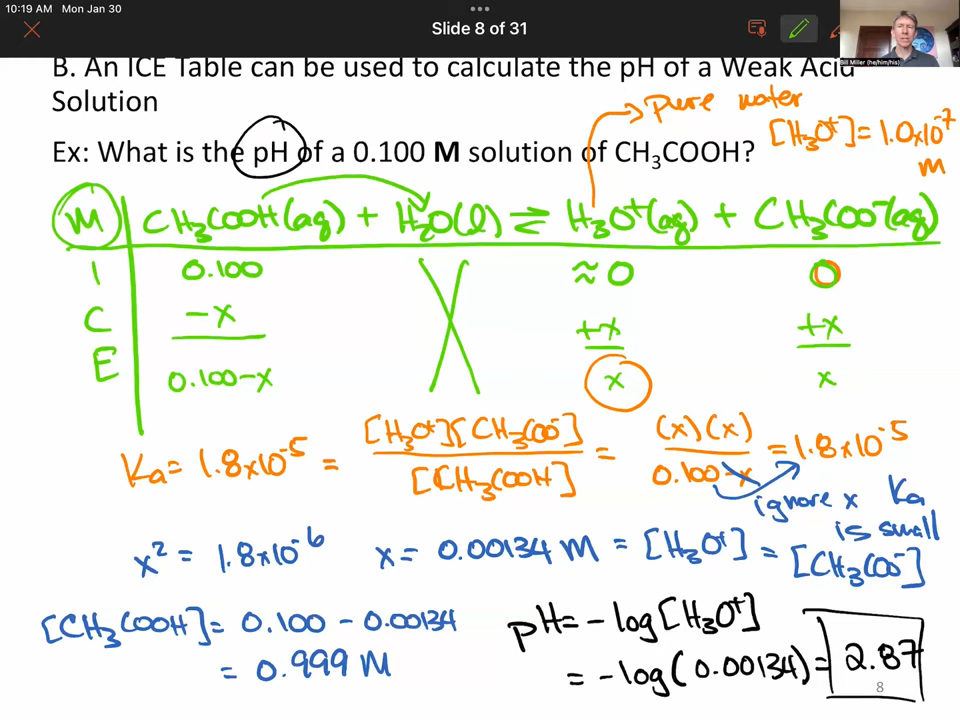 10:19 AM Mon Jan 30
Slide 8 of 31
Bill Miller (he/him/his)
B. An ICE Table can be used to calculate the pH of a Weak Acid
Solution
→ pure water
[H₃O⁺] = 1.0x10⁻⁷
M
Ex: What is the pH of a 0.100 M solution of CH₃COOH?
M CH₃COOH(aq) + H₂O(l) ⇌ H₃O⁺(aq) + CH₃COO⁻(aq)
I 0.100 ≈ 0 0
C -x +x +x
E 0.100-x x x
Ka = 1.8x10⁻⁵ = [H₃O⁺][CH₃COO⁻] / [CH₃COOH] = (x)(x) / 0.100-x = 1.8x10⁻⁵
ignore x Ka
is small
x² = 1.8x10⁻⁶ x = 0.00134 M = [H₃O⁺] = [CH₃COO⁻]
[CH₃COOH] = 0.100 - 0.00134
= 0.999 M
pH = -log[H₃O⁺]
= -log(0.00134) = 2.87
8